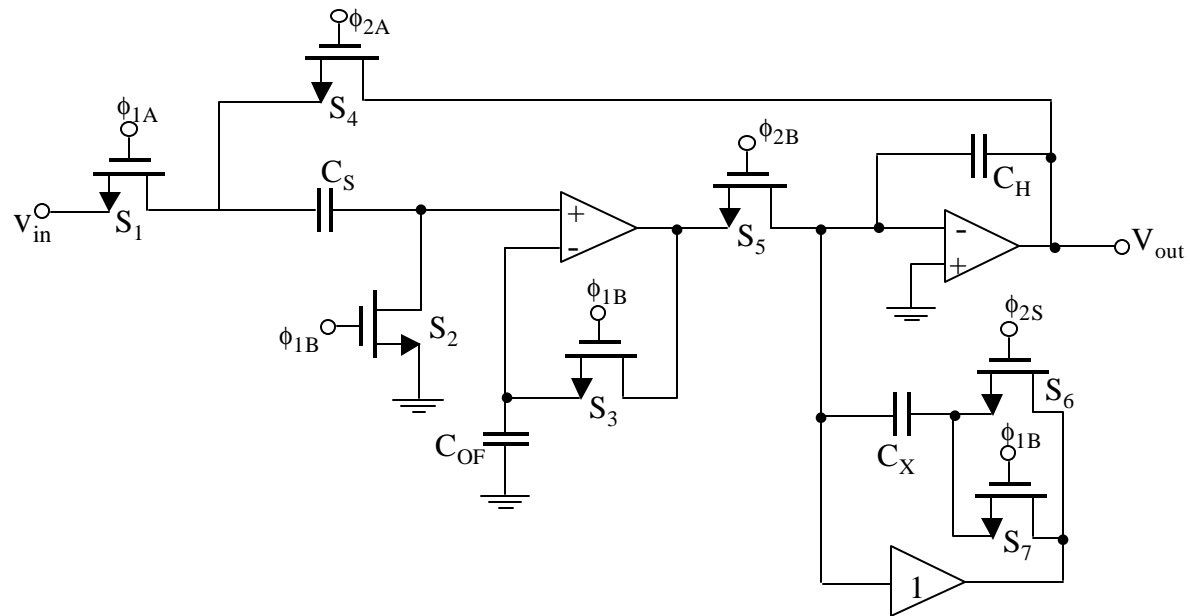 ϕ2A
S4
ϕ1A
vin
S1
CS
ϕ1B
S2
+
-
ϕ1B
S3
COF
ϕ2B
S5
CH
-
+
Vout
ϕ2S
S6
CX
ϕ1B
S7
1